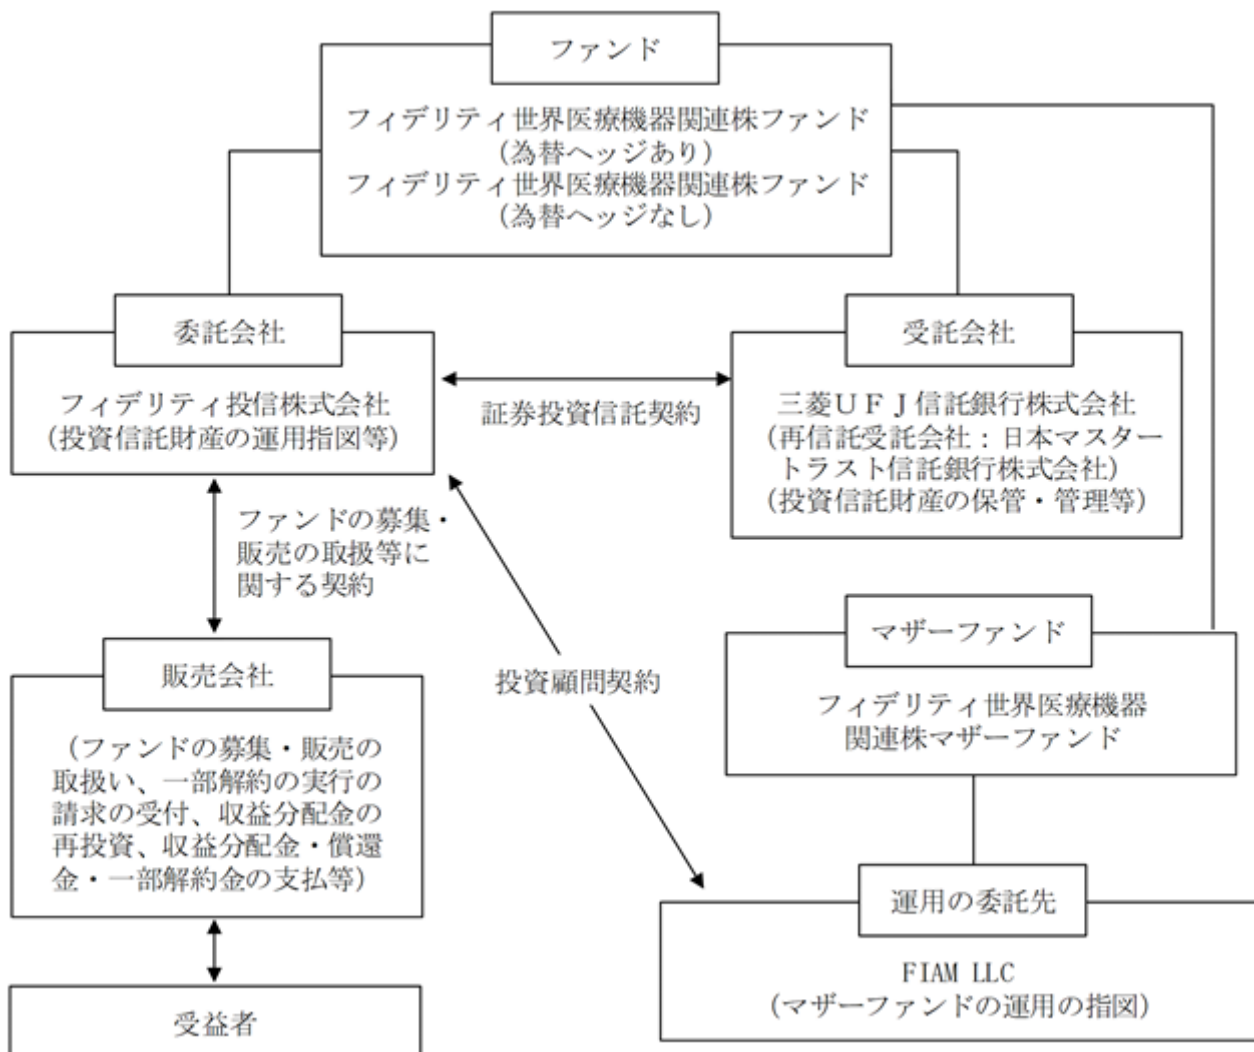 ファンド
フィデリティ世界医療機器関連株ファンド
（為替ヘッジあり）
フィデリティ世界医療機器関連株ファンド
（為替ヘッジなし）
委託会社
フィデリティ投信株式会社
（投資信託財産の運用指図等）
証券投資信託契約
受託会社
三菱ＵＦＪ信託銀行株式会社
（再信託受託会社：日本マスター
トラスト信託銀行株式会社）
（投資信託財産の保管・管理等）
ファンドの募集・
販売の取扱等に
関する契約
投資顧問契約
マザーファンド
フィデリティ世界医療機器
関連株マザーファンド
販売会社
（ファンドの募集・販売の
取扱い、一部解約の実行の
請求の受付、収益分配金の
再投資、収益分配金・償還
金・一部解約金の支払等）
運用の委託先
FIAM LLC
（マザーファンドの運用の指図）
受益者